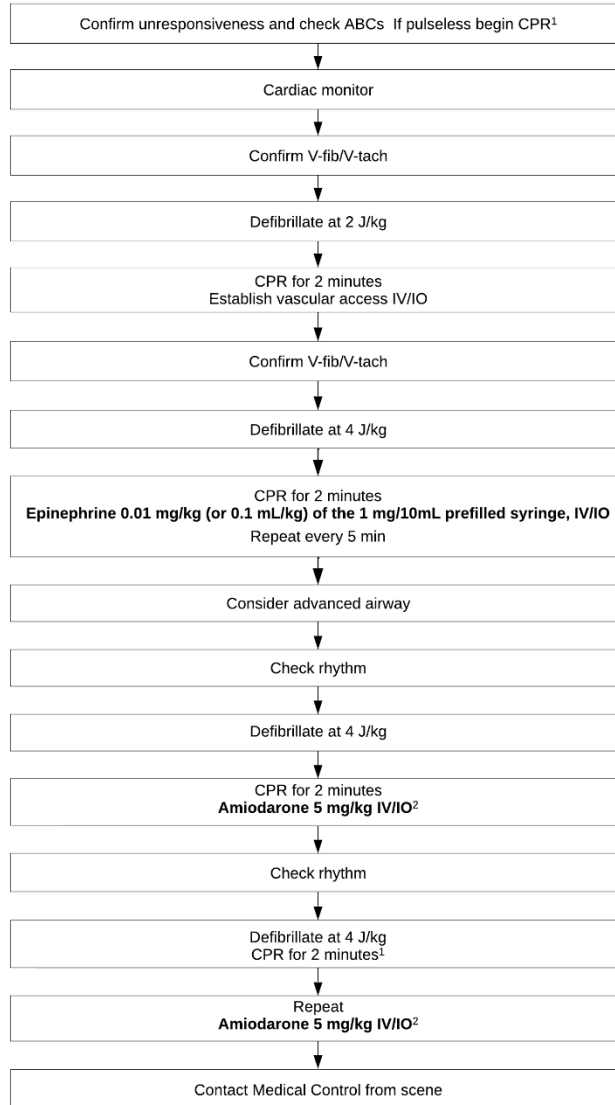 Confirm unresponsiveness and check ABCs  If pulseless begin CPR¹
Cardiac monitor
Confirm V-fib/V-tach
Defibrillate at 2 J/kg
CPR for 2 minutes
Establish vascular access IV/IO
Confirm V-fib/V-tach
Defibrillate at 4 J/kg
CPR for 2 minutes
Epinephrine 0.01 mg/kg (or 0.1 mL/kg) of the 1 mg/10mL prefilled syringe, IV/IO
Repeat every 5 min
Consider advanced airway
Check rhythm
Defibrillate at 4 J/kg
CPR for 2 minutes
Amiodarone 5 mg/kg IV/IO²
Check rhythm
Defibrillate at 4 J/kg
CPR for 2 minutes¹
Repeat
Amiodarone 5 mg/kg IV/IO²
Contact Medical Control from scene